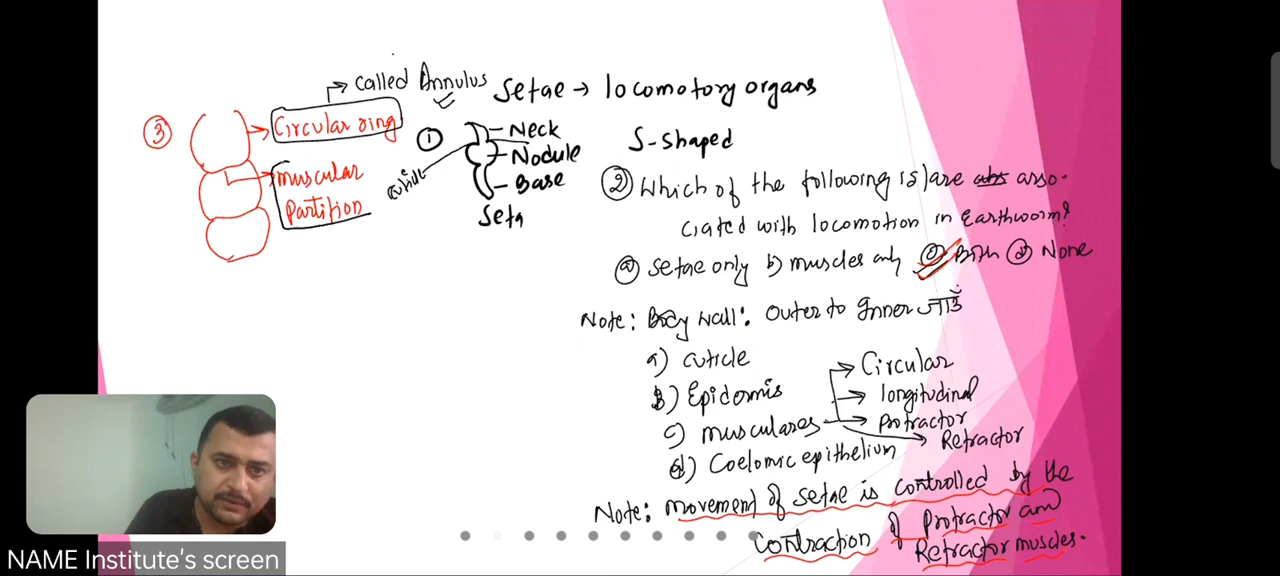 ③
→ Called Annulus
Circular ring
Muscular
Partition
①
Neck
Nodule
Base
Cuticle
Seta
Setae → locomotory organs
S-shaped
② Which of the following is/are asso-
ciated with locomotion in Earthworm?
ⓐ Setae only b) muscles only ⓒ Both ⓓ None
Note: Body wall: Outer to Inner
a) Cuticle
b) Epidermis
c) Musculares
Circular
longitudinal
Protractor
Retractor
d) Coelomic epithelium
Note: Movement of Setae is controlled by the
Contraction of Protractor and
Retractor muscles.
NAME Institute's screen